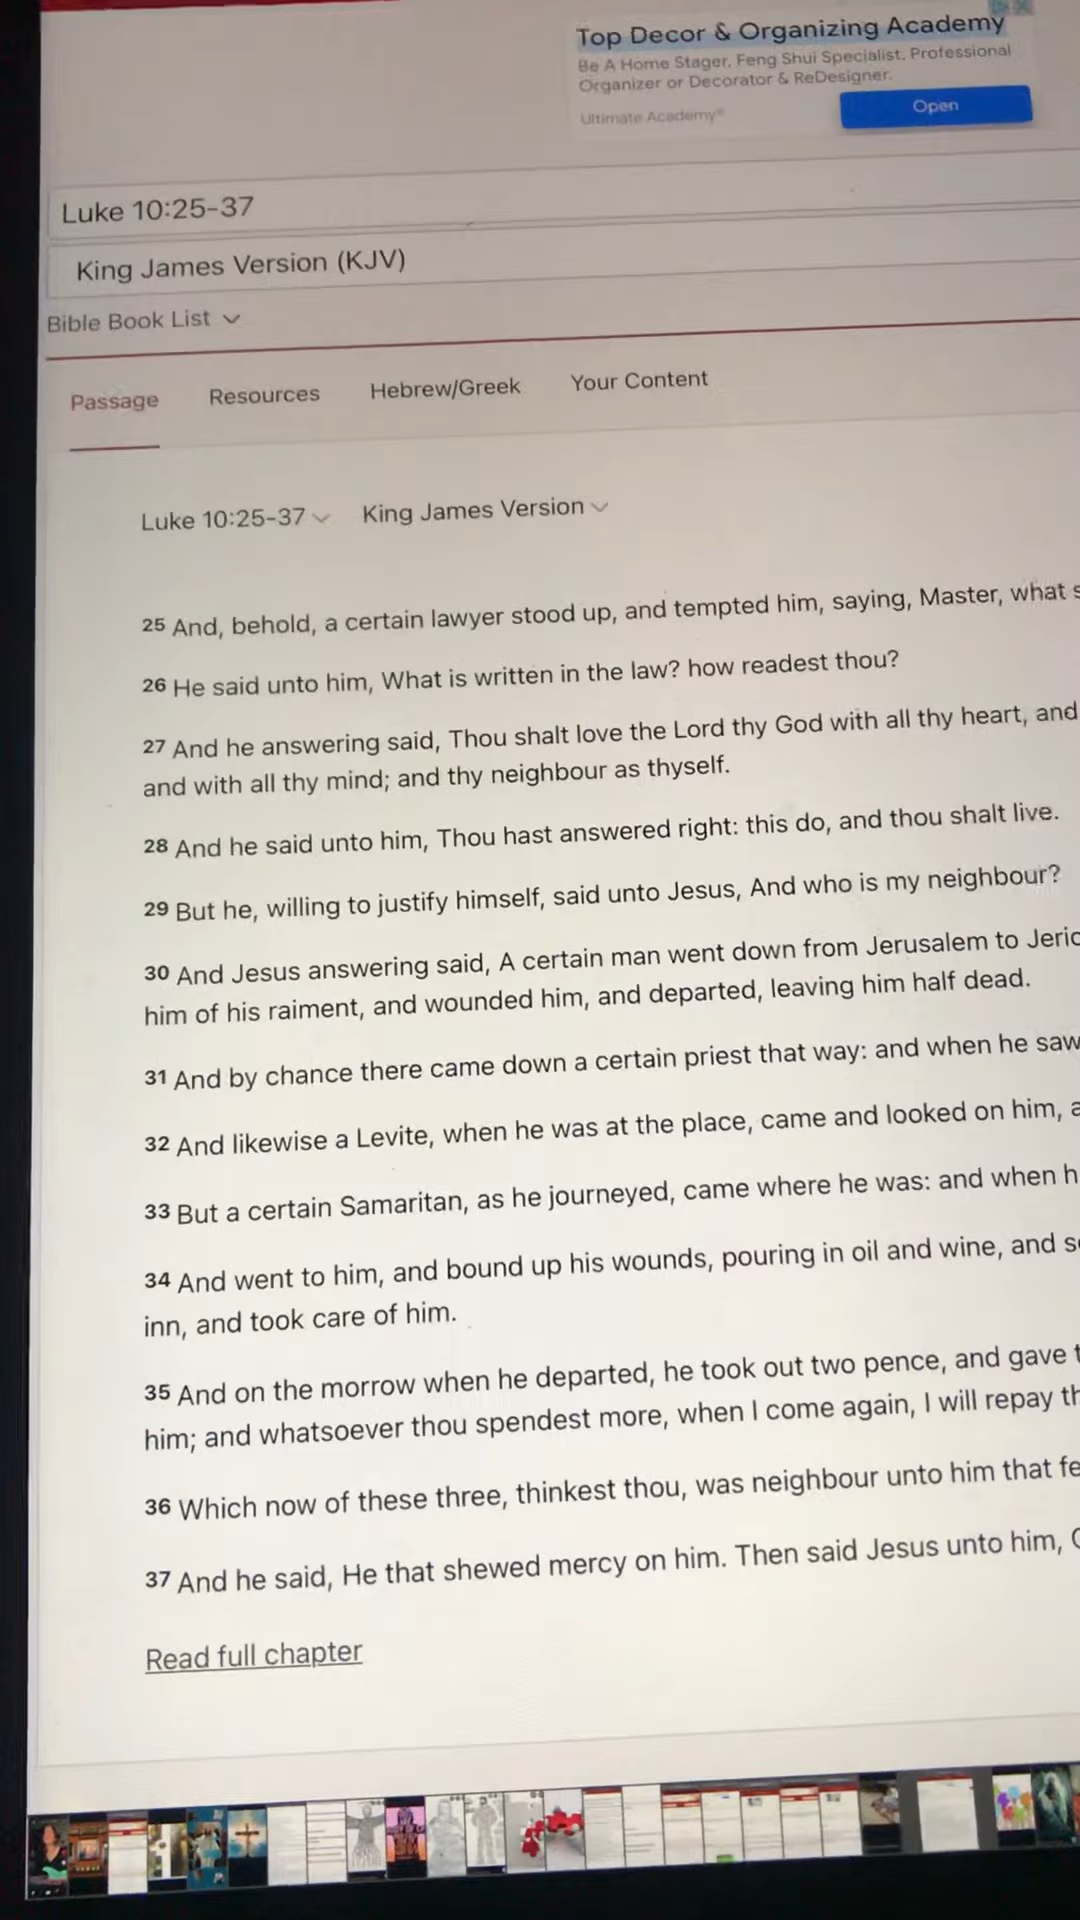 Top Decor & Organizing Academy
Be A Home Stager, Feng Shui Specialist, Professional
Organizer or Decorator & ReDesigner.
Ultimate Academy®
Open
Luke 10:25-37
King James Version (KJV)
Bible Book List
Passage Resources Hebrew/Greek Your Content
Luke 10:25-37 King James Version
25 And, behold, a certain lawyer stood up, and tempted him, saying, Master, what s
26 He said unto him, What is written in the law? how readest thou?
27 And he answering said, Thou shalt love the Lord thy God with all thy heart, and
and with all thy mind; and thy neighbour as thyself.
28 And he said unto him, Thou hast answered right: this do, and thou shalt live.
29 But he, willing to justify himself, said unto Jesus, And who is my neighbour?
30 And Jesus answering said, A certain man went down from Jerusalem to Jeric
him of his raiment, and wounded him, and departed, leaving him half dead.
31 And by chance there came down a certain priest that way: and when he saw
32 And likewise a Levite, when he was at the place, came and looked on him, a
33 But a certain Samaritan, as he journeyed, came where he was: and when h
34 And went to him, and bound up his wounds, pouring in oil and wine, and s
inn, and took care of him.
35 And on the morrow when he departed, he took out two pence, and gave t
him; and whatsoever thou spendest more, when I come again, I will repay th
36 Which now of these three, thinkest thou, was neighbour unto him that fe
37 And he said, He that shewed mercy on him. Then said Jesus unto him, G
Read full chapter